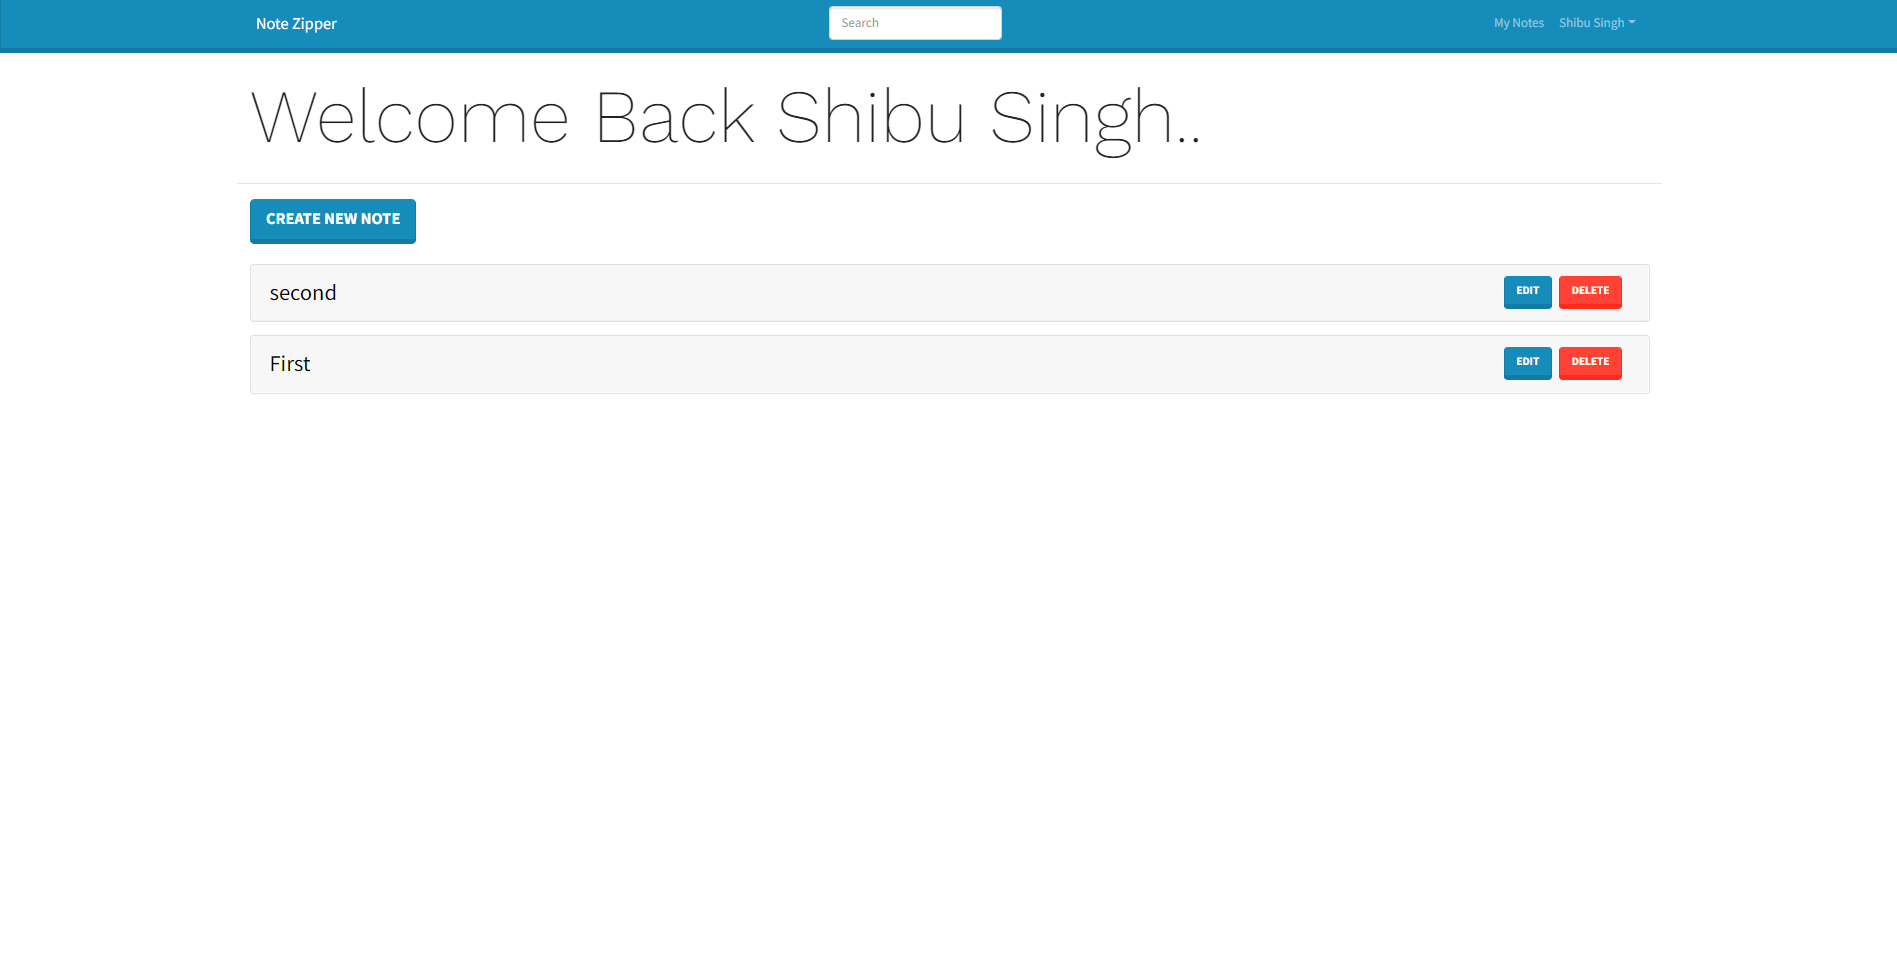 Note Zipper
Search
My Notes
Shibu Singh
Welcome Back Shibu Singh..
CREATE NEW NOTE
second
EDIT
DELETE
First
EDIT
DELETE